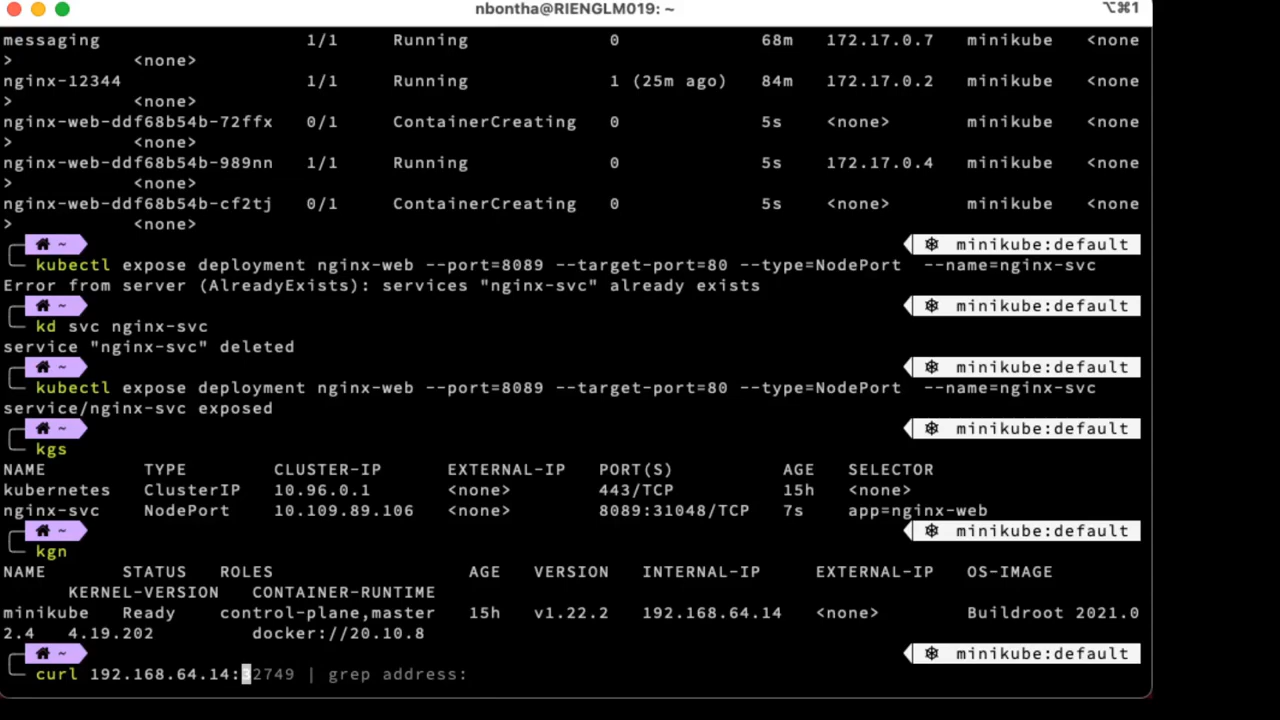 nbontha@RIENGLM019: ~ ⌥⌘1
messaging 1/1 Running 0 68m 172.17.0.7 minikube <none
> <none>
nginx-12344 1/1 Running 1 (25m ago) 84m 172.17.0.2 minikube <none
> <none>
nginx-web-ddf68b54b-72ffx 0/1 ContainerCreating 0 5s <none> minikube <none
> <none>
nginx-web-ddf68b54b-989nn 1/1 Running 0 5s 172.17.0.4 minikube <none
> <none>
nginx-web-ddf68b54b-cf2tj 0/1 ContainerCreating 0 5s <none> minikube <none
> <none>
~ minikube:default
kubectl expose deployment nginx-web --port=8089 --target-port=80 --type=NodePort --name=nginx-svc
Error from server (AlreadyExists): services "nginx-svc" already exists
~ minikube:default
kd svc nginx-svc
service "nginx-svc" deleted
~ minikube:default
kubectl expose deployment nginx-web --port=8089 --target-port=80 --type=NodePort --name=nginx-svc
service/nginx-svc exposed
~ minikube:default
kgs
NAME TYPE CLUSTER-IP EXTERNAL-IP PORT(S) AGE SELECTOR
kubernetes ClusterIP 10.96.0.1 <none> 443/TCP 15h <none>
nginx-svc NodePort 10.109.89.106 <none> 8089:31048/TCP 7s app=nginx-web
~ minikube:default
kgn
NAME STATUS ROLES AGE VERSION INTERNAL-IP EXTERNAL-IP OS-IMAGE
KERNEL-VERSION CONTAINER-RUNTIME
minikube Ready control-plane,master 15h v1.22.2 192.168.64.14 <none> Buildroot 2021.0
2.4 4.19.202 docker://20.10.8
~ minikube:default
curl 192.168.64.14:32749 | grep address: